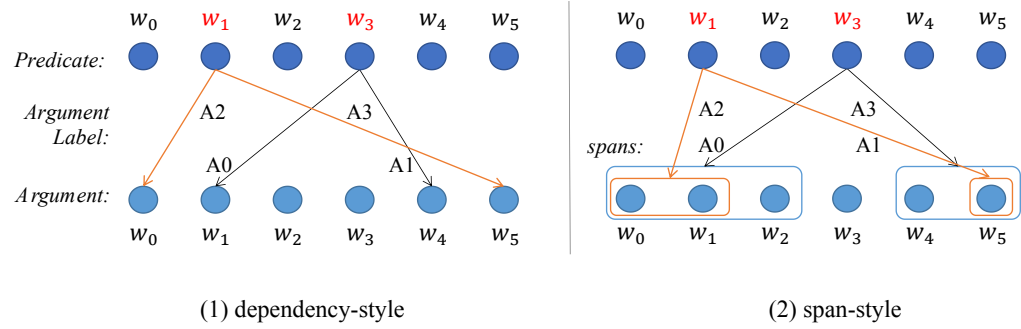 w₀ w₁ w₂ w₃ w₄ w₅
Predicate:
Argument Label:
A2 A3
A0 A1
Argument:
w₀ w₁ w₂ w₃ w₄ w₅
(1) dependency-style
w₀ w₁ w₂ w₃ w₄ w₅
A2 A3
spans: A0 A1
w₀ w₁ w₂ w₃ w₄ w₅
(2) span-style